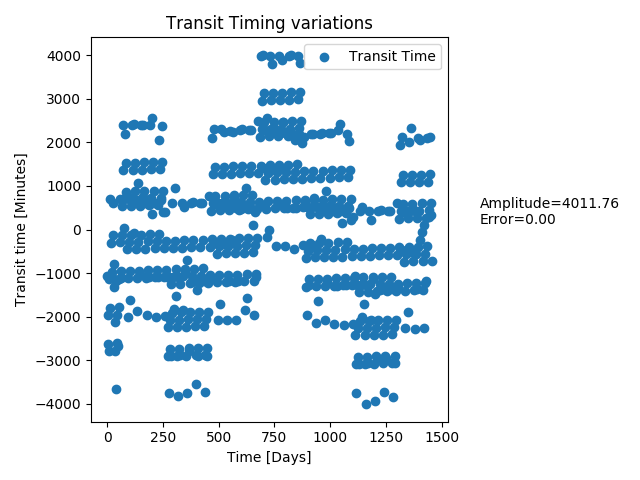 Transit Timing variations
Transit Time
4000
3000
2000
1000
0
−1000
−2000
−3000
−4000
Transit time [Minutes]
Amplitude=4011.76
Error=0.00
0
250
500
750
1000
1250
1500
Time [Days]